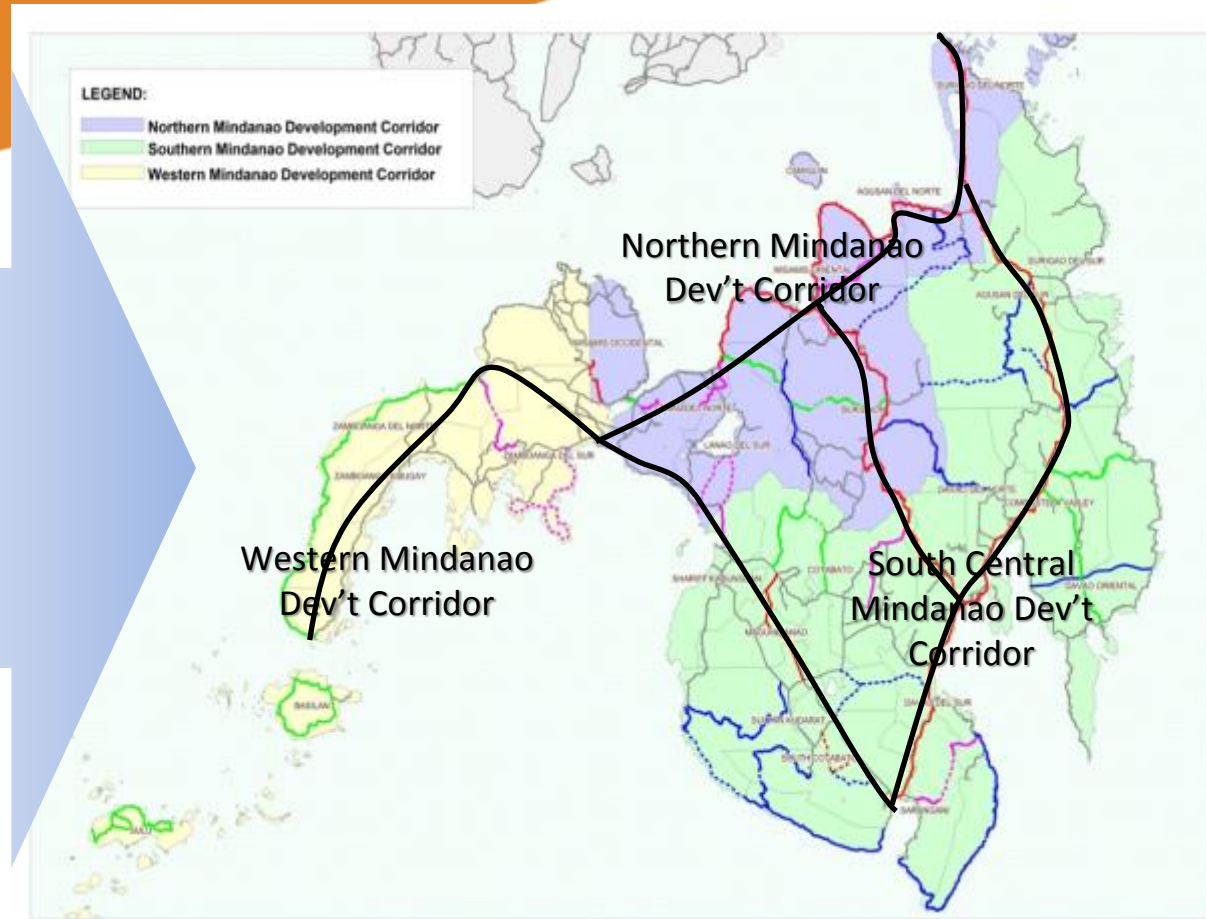 LEGEND:
Northern Mindanao Development Corridor
Southern Mindanao Development Corridor
Western Mindanao Development Corridor
SURIGAO DEL NORTE
CAMIGUIN
AGUSAN DEL NORTE
Northern Mindanao
Dev't Corridor
MISAMIS ORIENTAL
SURIGAO DEL SUR
AGUSAN DEL SUR
MISAMIS OCCIDENTAL
LANAO DEL NORTE
BUKIDNON
ZAMBOANGA DEL NORTE
LANAO DEL SUR
ZAMBOANGA DEL SUR
ZAMBOANGA SIBUGAY
DAVAO DEL NORTE
COMPOSTELA VALLEY
Western Mindanao
Dev't Corridor
South Central
Mindanao Dev't
Corridor
SHARIFF KABUNSUAN
COTABATO
DAVAO ORIENTAL
MAGUINDANAO
BASILAN
DAVAO DEL SUR
SULTAN KUDARAT
SOUTH COTABATO
SARANGANI
SULU